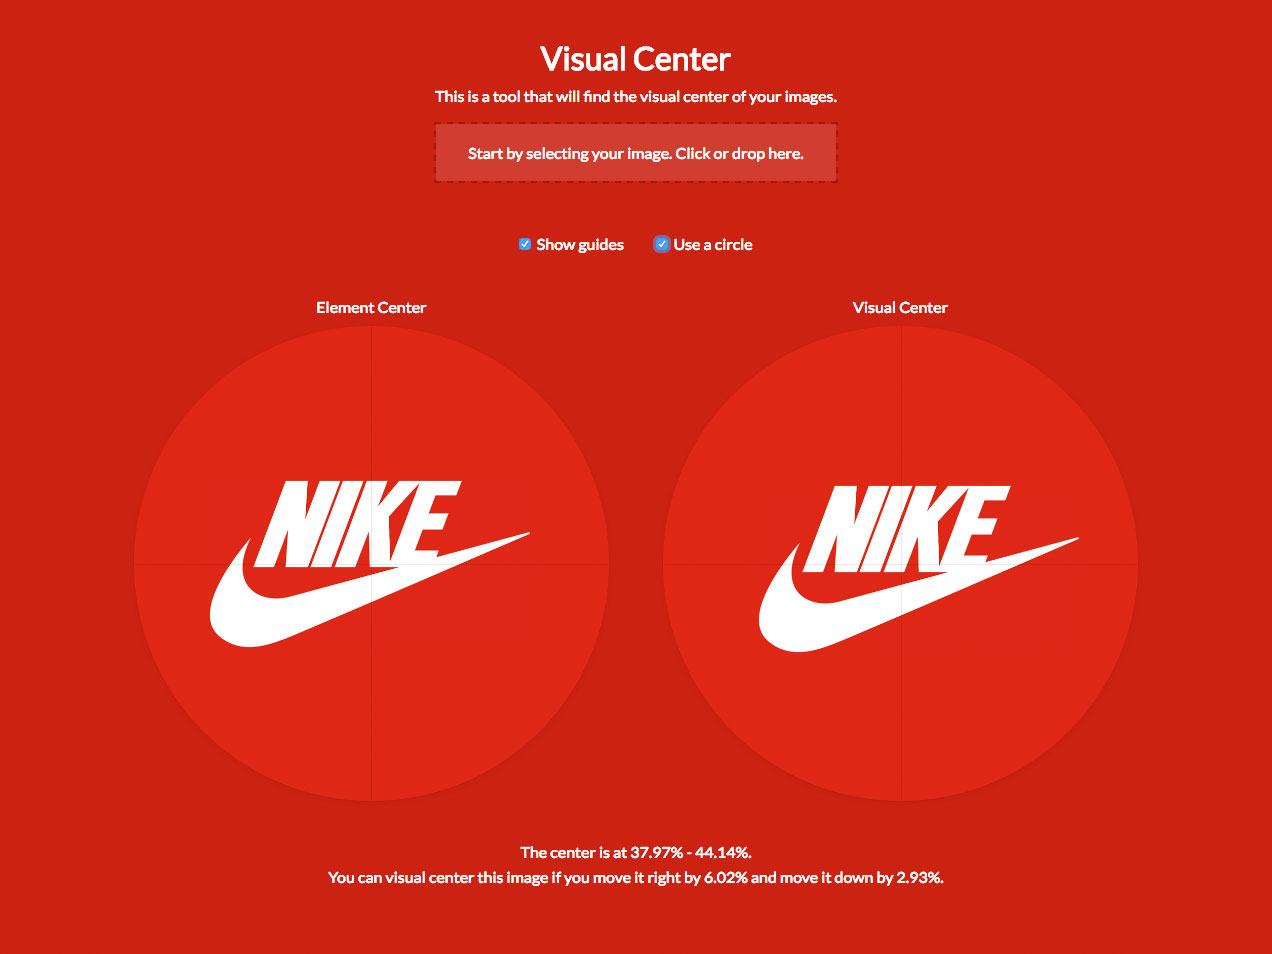 Visual Center
This is a tool that will find the visual center of your images.
Start by selecting your image. Click or drop here.
Show guides
Use a circle
Element Center
Visual Center
NIKE
NIKE
The center is at 37.97% - 44.14%.
You can visual center this image if you move it right by 6.02% and move it down by 2.93%.